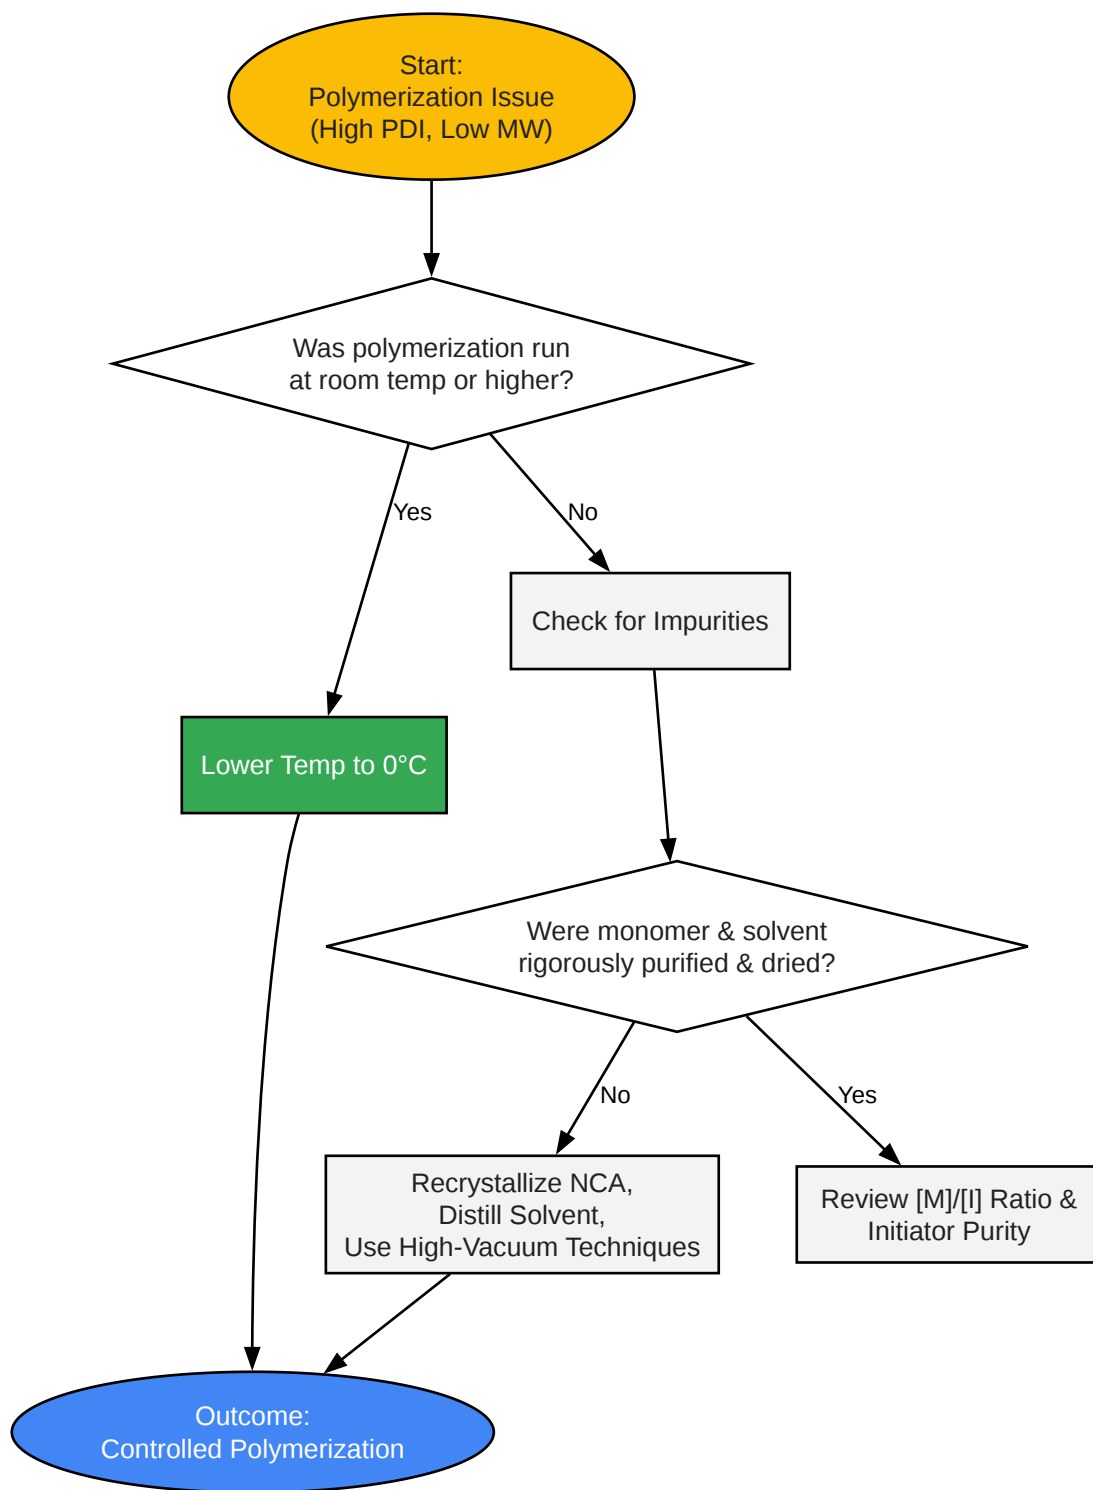 Start:
Polymerization Issue
(High PDI, Low MW)
Was polymerization run
at room temp or higher?
Yes
No
Check for Impurities
Lower Temp to 0°C
Were monomer & solvent
rigorously purified & dried?
No
Yes
Recrystallize NCA,
Distill Solvent,
Use High-Vacuum Techniques
Review [M]/[I] Ratio &
Initiator Purity
Outcome:
Controlled Polymerization